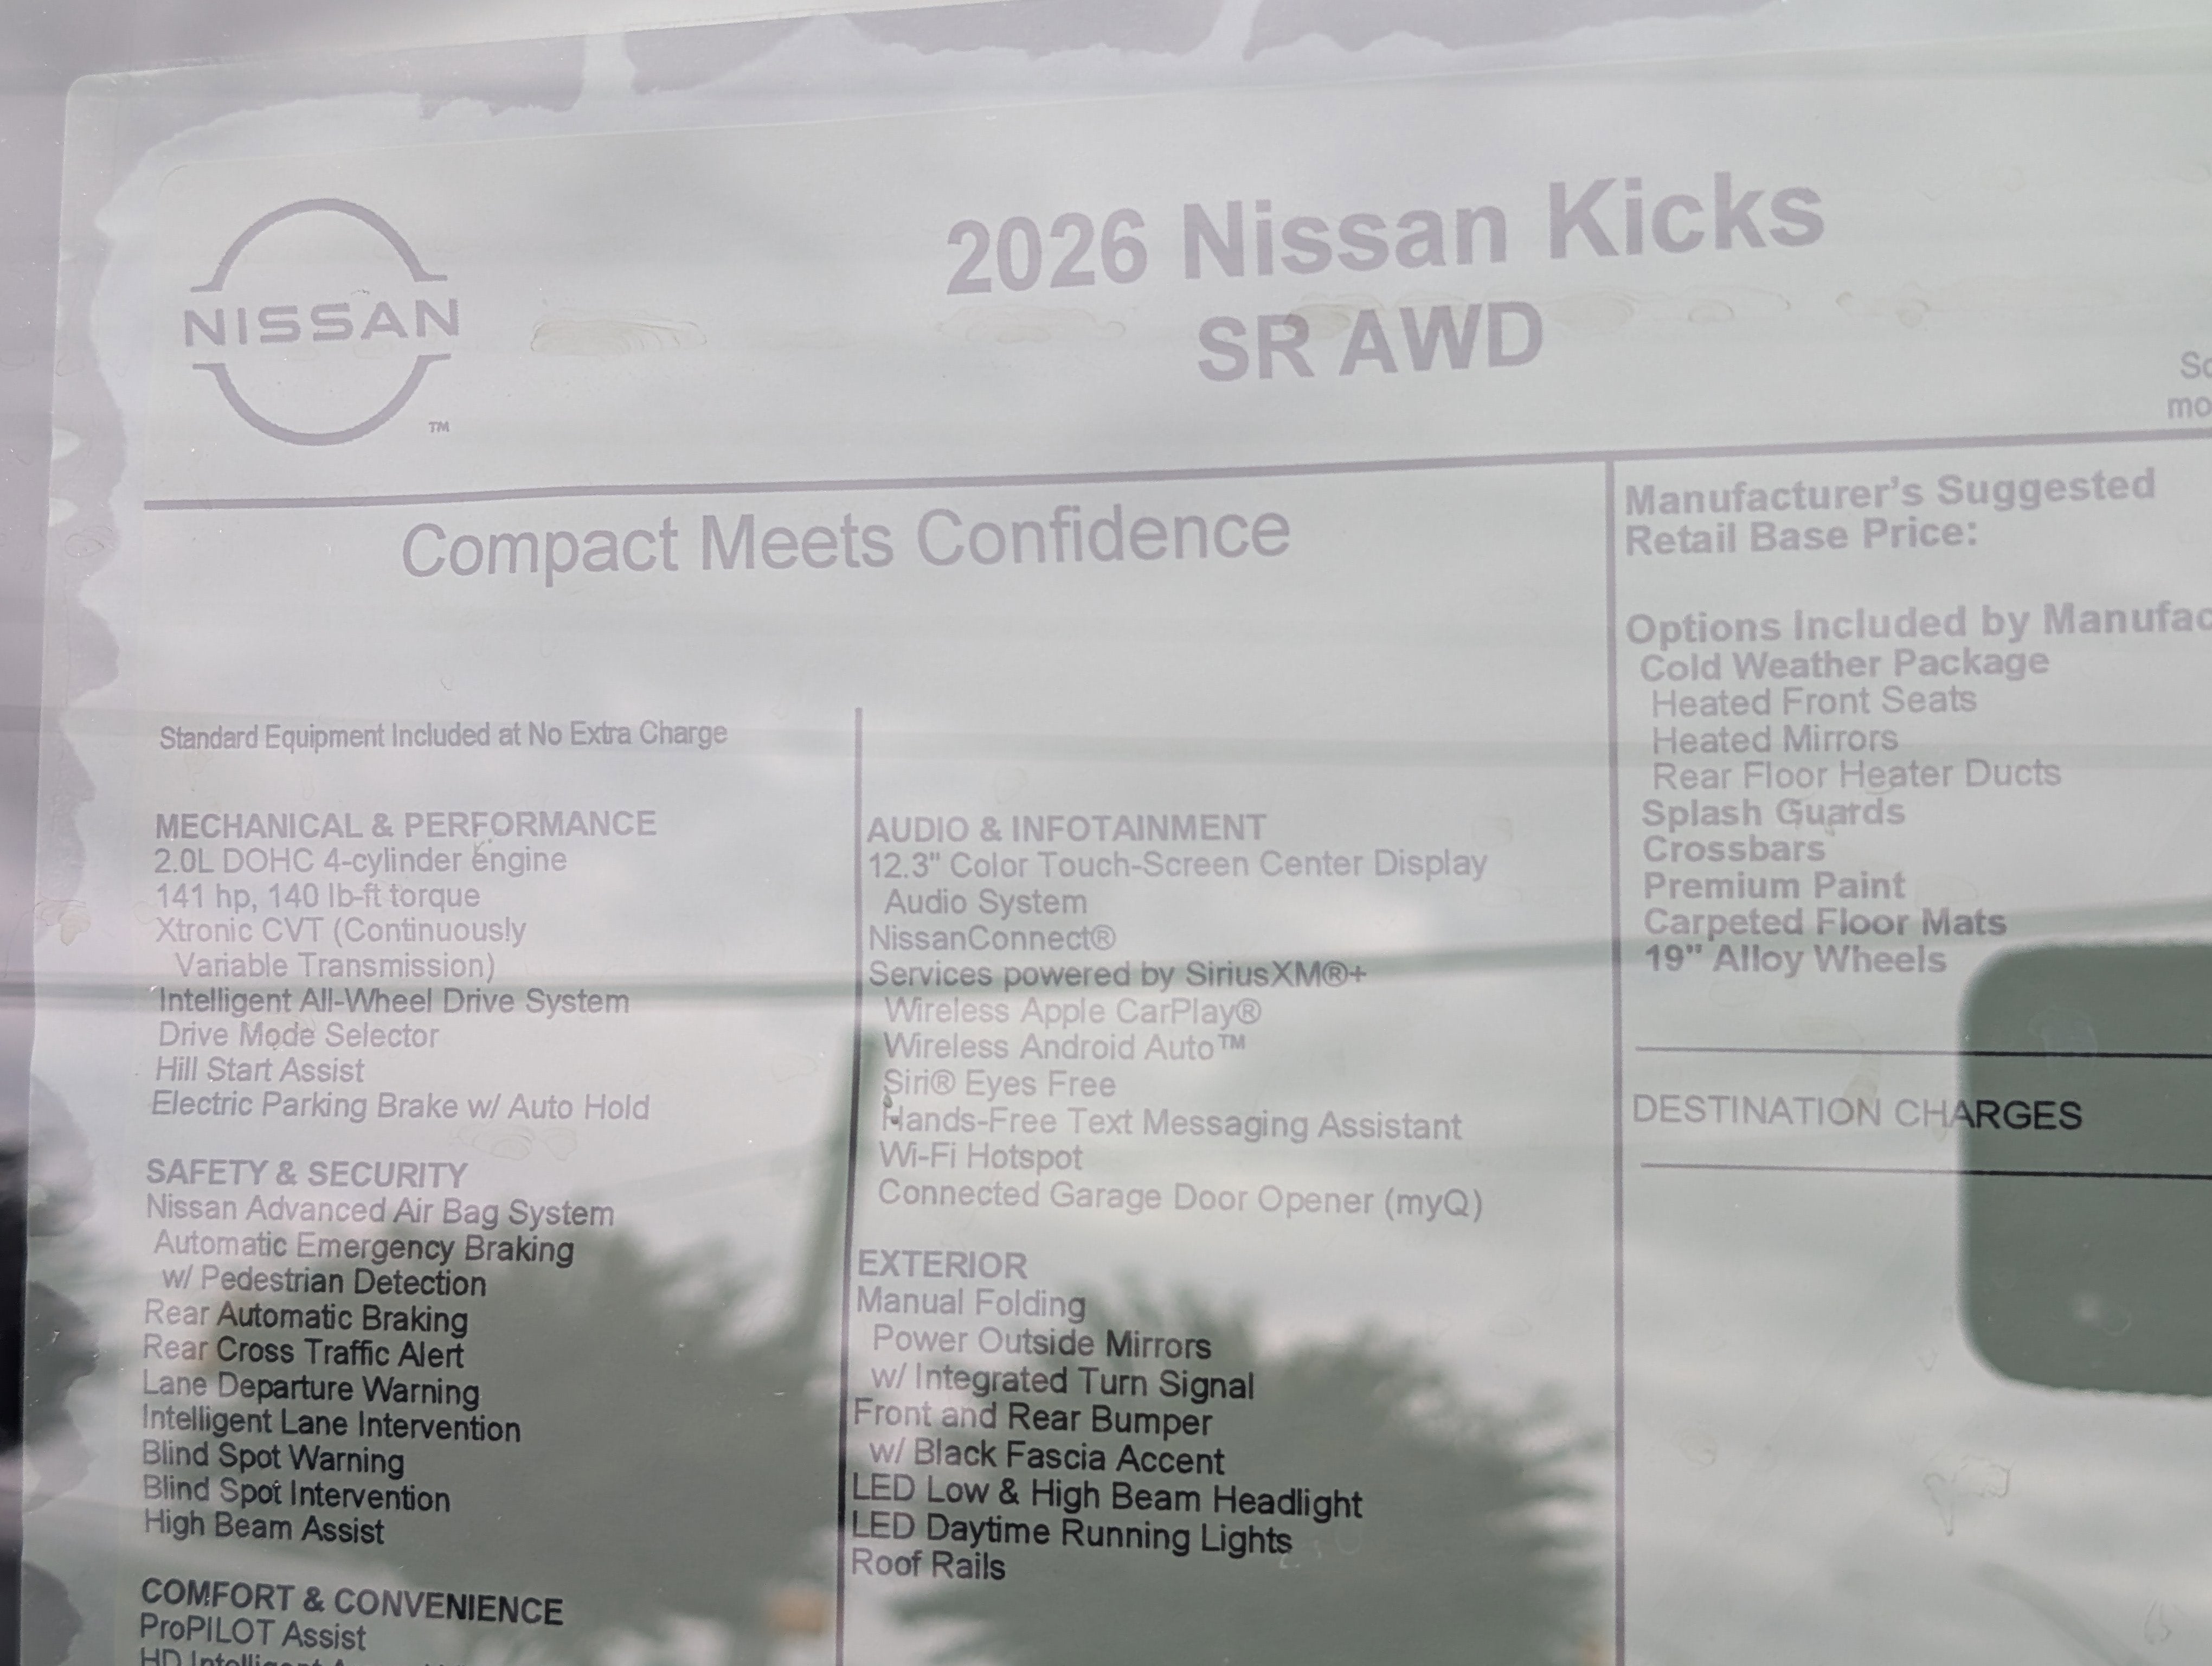 NISSAN
TM
2026 Nissan Kicks
SR AWD
So
mo
Compact Meets Confidence
Standard Equipment Included at No Extra Charge
MECHANICAL & PERFORMANCE
2.0L DOHC 4-cylinder engine
141 hp, 140 lb-ft torque
Xtronic CVT (Continuously
Variable Transmission)
Intelligent All-Wheel Drive System
Drive Mode Selector
Hill Start Assist
Electric Parking Brake w/ Auto Hold
SAFETY & SECURITY
Nissan Advanced Air Bag System
Automatic Emergency Braking
w/ Pedestrian Detection
Rear Automatic Braking
Rear Cross Traffic Alert
Lane Departure Warning
Intelligent Lane Intervention
Blind Spot Warning
Blind Spot Intervention
High Beam Assist
COMFORT & CONVENIENCE
ProPILOT Assist
HD
AUDIO & INFOTAINMENT
12.3" Color Touch-Screen Center Display
Audio System
NissanConnect®
Services powered by SiriusXM®+
Wireless Apple CarPlay®
Wireless Android Auto™
Siri® Eyes Free
Hands-Free Text Messaging Assistant
Wi-Fi Hotspot
Connected Garage Door Opener (myQ)
EXTERIOR
Manual Folding
Power Outside Mirrors
w/ Integrated Turn Signal
Front and Rear Bumper
w/ Black Fascia Accent
LED Low & High Beam Headlight
LED Daytime Running Lights
Roof Rails
Manufacturer's Suggested
Retail Base Price:
Options Included by Manufac
Cold Weather Package
Heated Front Seats
Heated Mirrors
Rear Floor Heater Ducts
Splash Guards
Crossbars
Premium Paint
Carpeted Floor Mats
19" Alloy Wheels
DESTINATION CHARGES